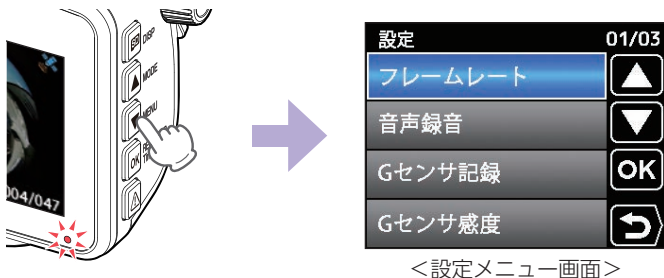 DISP
MODE
MENU
OK
004/047
設定 01/03
フレームレート
音声録音
Gセンサ記録 OK
Gセンサ感度
<設定メニュー画面>